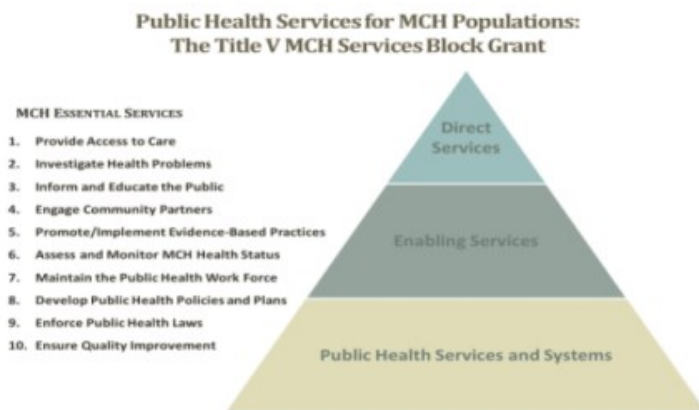 Public Health Services for MCH Populations:
The Title V MCH Services Block Grant
MCH ESSENTIAL SERVICES
1. Provide Access to Care
2. Investigate Health Problems
3. Inform and Educate the Public
4. Engage Community Partners
5. Promote/Implement Evidence-Based Practices
6. Assess and Monitor MCH Health Status
7. Maintain the Public Health Work Force
8. Develop Public Health Policies and Plans
9. Enforce Public Health Laws
10. Ensure Quality Improvement
Direct
Services
Enabling Services
Public Health Services and Systems